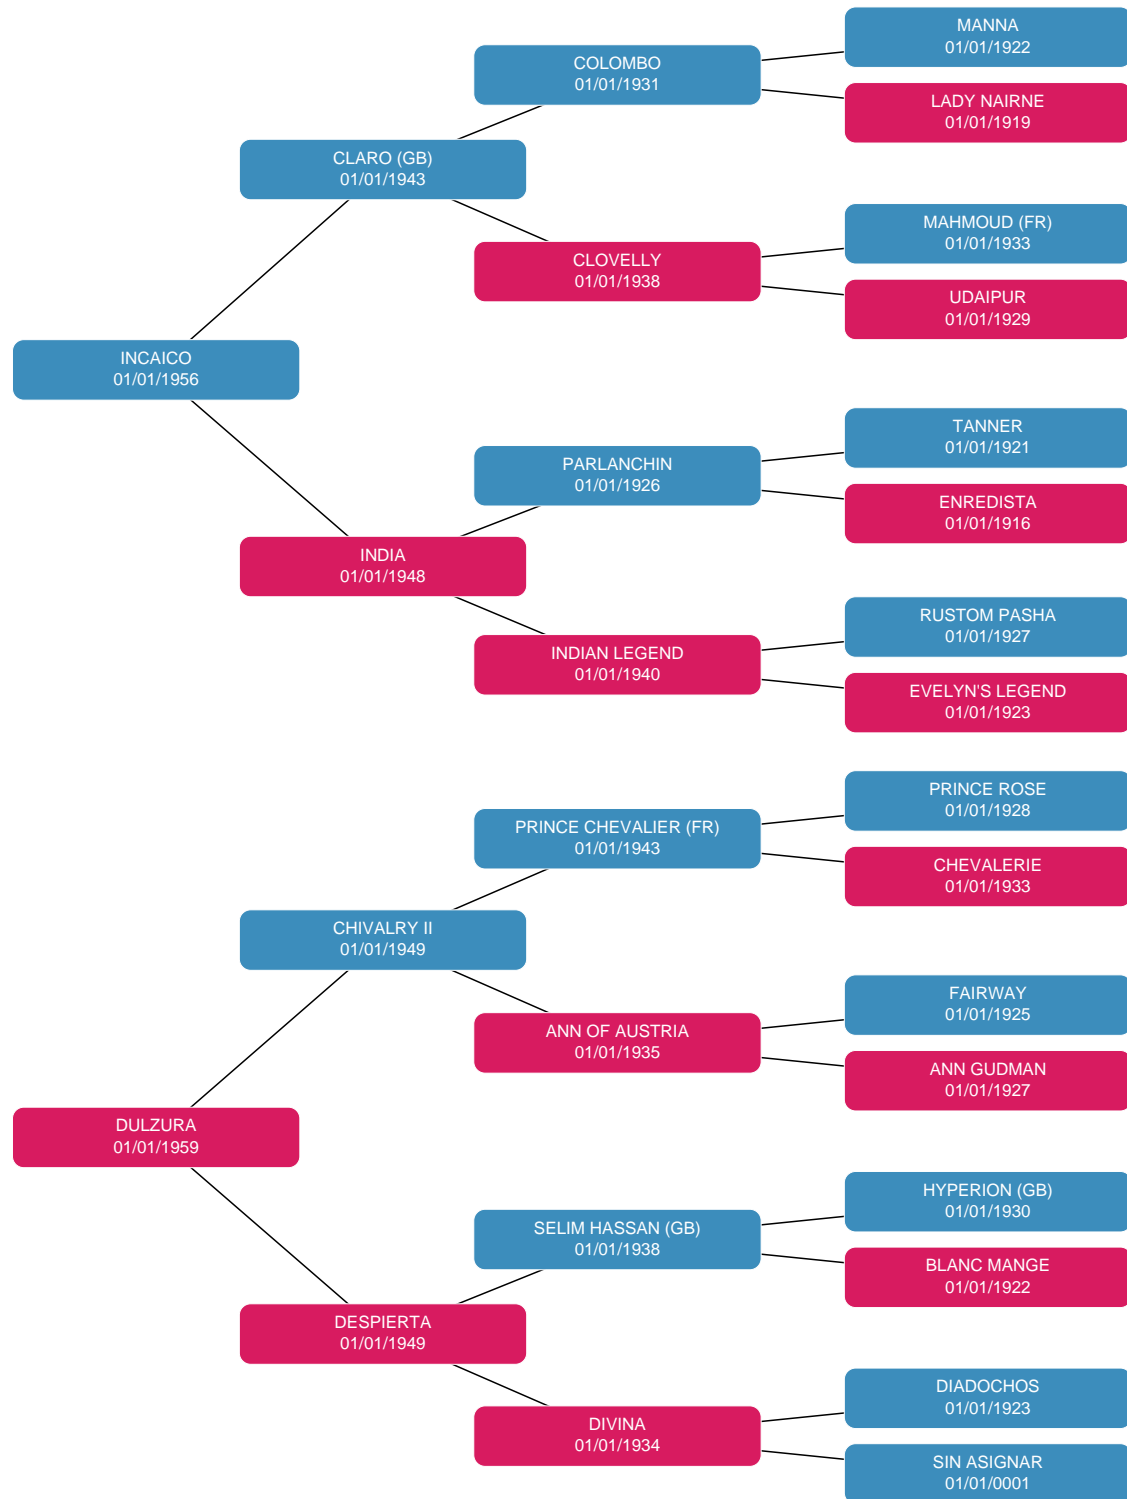 MANNA
01/01/1922
COLOMBO
01/01/1931
LADY NAIRNE
01/01/1919
CLARO (GB)
01/01/1943
MAHMOUD (FR)
01/01/1933
CLOVELLY
01/01/1938
UDAIPUR
01/01/1929
INCAICO
01/01/1956
TANNER
01/01/1921
PARLANCHIN
01/01/1926
ENREDISTA
01/01/1916
INDIA
01/01/1948
RUSTOM PASHA
01/01/1927
INDIAN LEGEND
01/01/1940
EVELYN'S LEGEND
01/01/1923
PRINCE ROSE
01/01/1928
PRINCE CHEVALIER (FR)
01/01/1943
CHEVALERIE
01/01/1933
CHIVALRY II
01/01/1949
FAIRWAY
01/01/1925
ANN OF AUSTRIA
01/01/1935
ANN GUDMAN
01/01/1927
DULZURA
01/01/1959
HYPERION (GB)
01/01/1930
SELIM HASSAN (GB)
01/01/1938
BLANC MANGE
01/01/1922
DESPIERTA
01/01/1949
DIADOCHOS
01/01/1923
DIVINA
01/01/1934
SIN ASIGNAR
01/01/0001